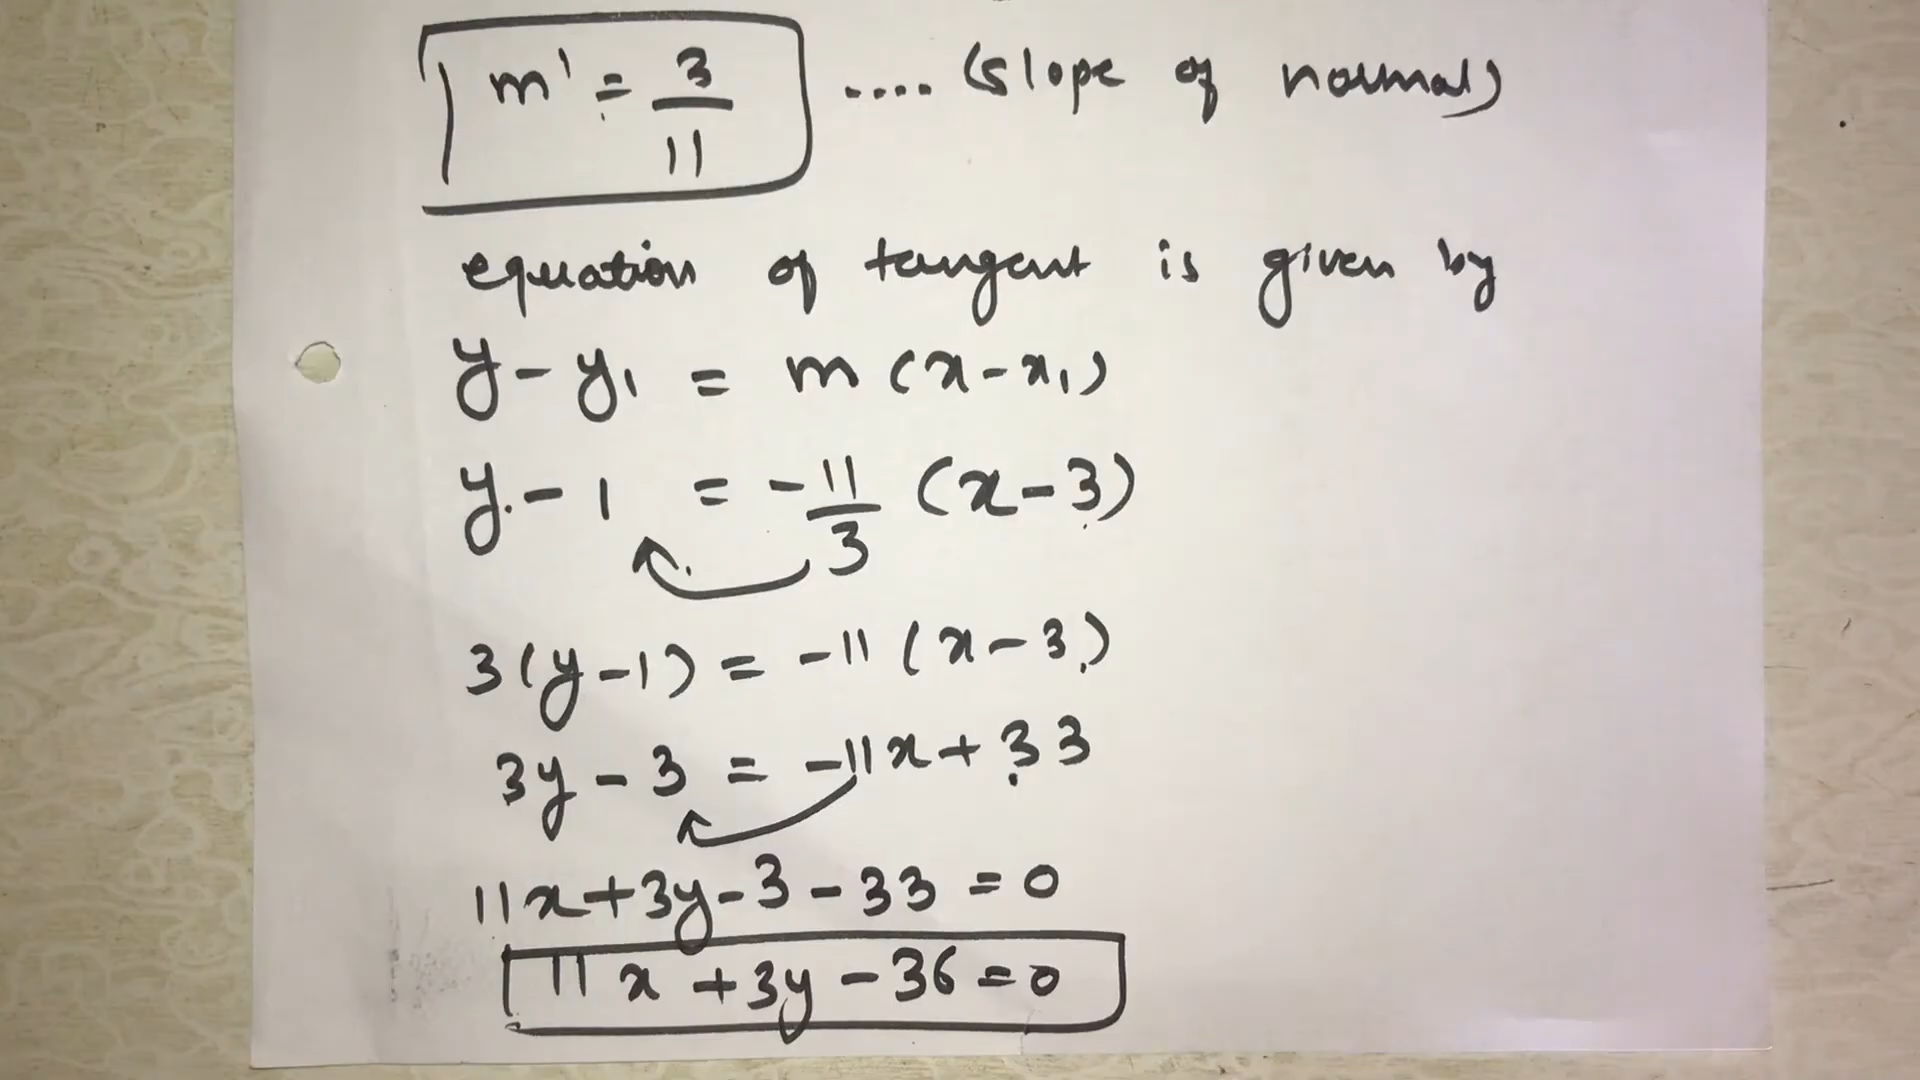 m' = 3/11 .... (slope of normal)
equation of tangent is given by
y - y₁ = m (x - x₁)
y - 1 = -11/3 (x - 3)
3(y - 1) = -11 (x - 3)
3y - 3 = -11x + 33
11x + 3y - 3 - 33 = 0
11x + 3y - 36 = 0